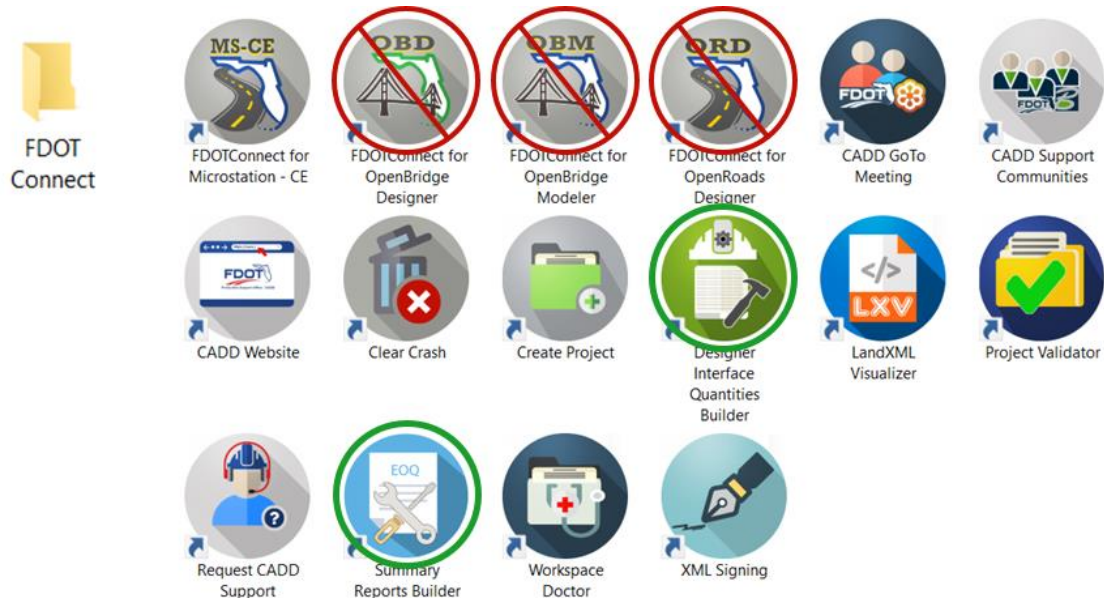 FDOT
Connect
MS-CE
FDOTConnect for
Microstation - CE
OBD
FDOTConnect for
OpenBridge
Designer
OBM
FDOTConnect for
OpenBridge
Modeler
ORD
FDOTConnect for
OpenRoads
Designer
FDOT
CADD GoTo
Meeting
FDOT
CADD Support
Communities
FDOT
CADD Website
Clear Crash
Create Project
Designer
Interface
Quantities
Builder
</>
LXV
LandXML
Visualizer
Project Validator
?
Request CADD
Support
EOQ
Summary
Reports Builder
Workspace
Doctor
XML Signing